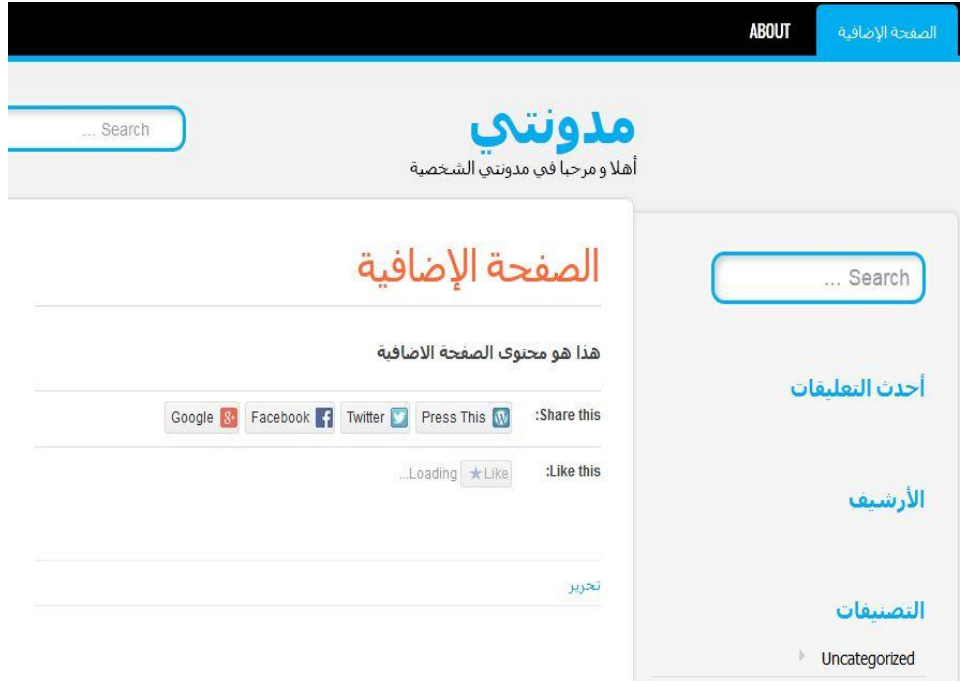 الصفحة الإضافية
ABOUT
مدونتي
أهلا و مرحبا في مدونتي الشخصية
Search ...
Search ...
أحدث التعليقات
الأرشيف
التصنيفات
Uncategorized
الصفحة الإضافية
هذا هو محتوى الصفحة الاضافية
Share this: Press This Twitter Facebook Google
Like this: Like Loading...
تحرير